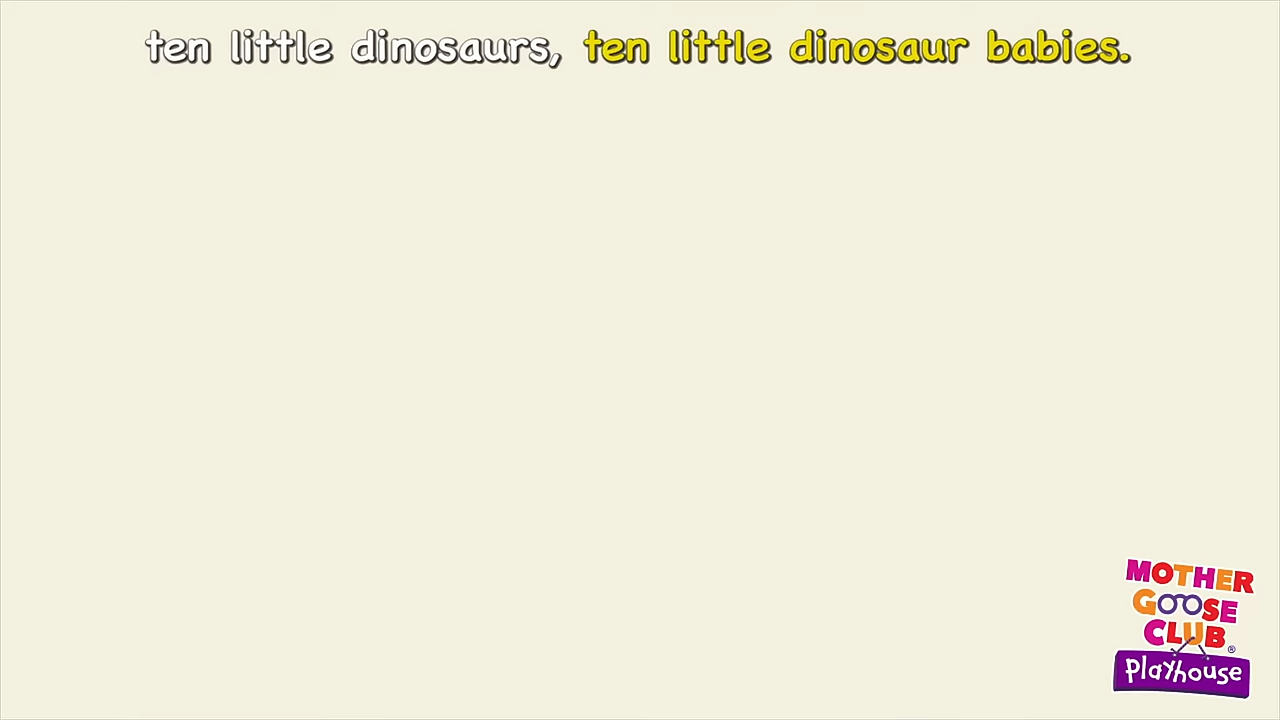 ten little dinosaurs, ten little dinosaur babies.
MOTHER
GOOSE
CLUB®
Playhouse